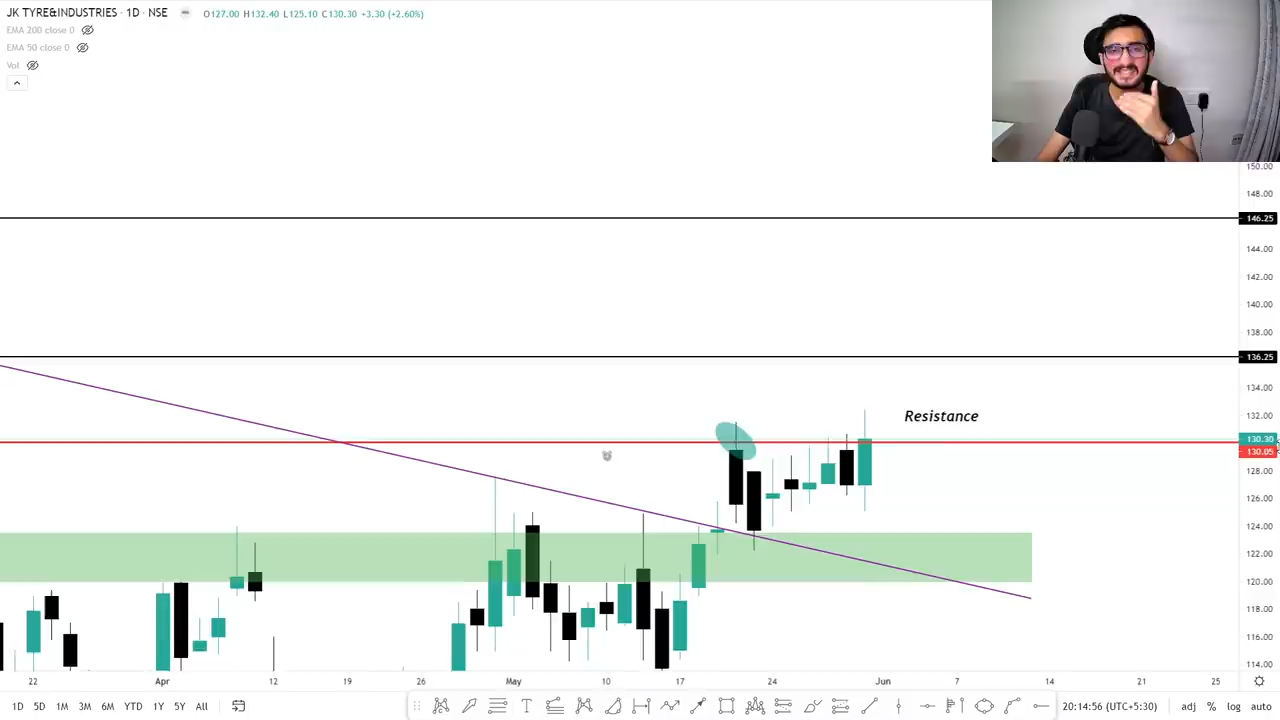 JK TYRE&INDUSTRIES · 1D · NSE O127.00 H132.40 L125.10 C130.30 +3.30 (+2.60%)
EMA 200 close 0
EMA 50 close 0
Vol
150.00
148.00
146.25
144.00
142.00
140.00
138.00
136.25
134.00
Resistance
132.00
130.30
130.05
128.00
126.00
124.00
122.00
120.00
118.00
116.00
114.00
22 Apr 12 19 26 May 10 17 24 Jun 7 14 25
1D 5D 1M 3M 6M YTD 1Y 5Y All 20:14:56 (UTC+5:30) adj % log auto